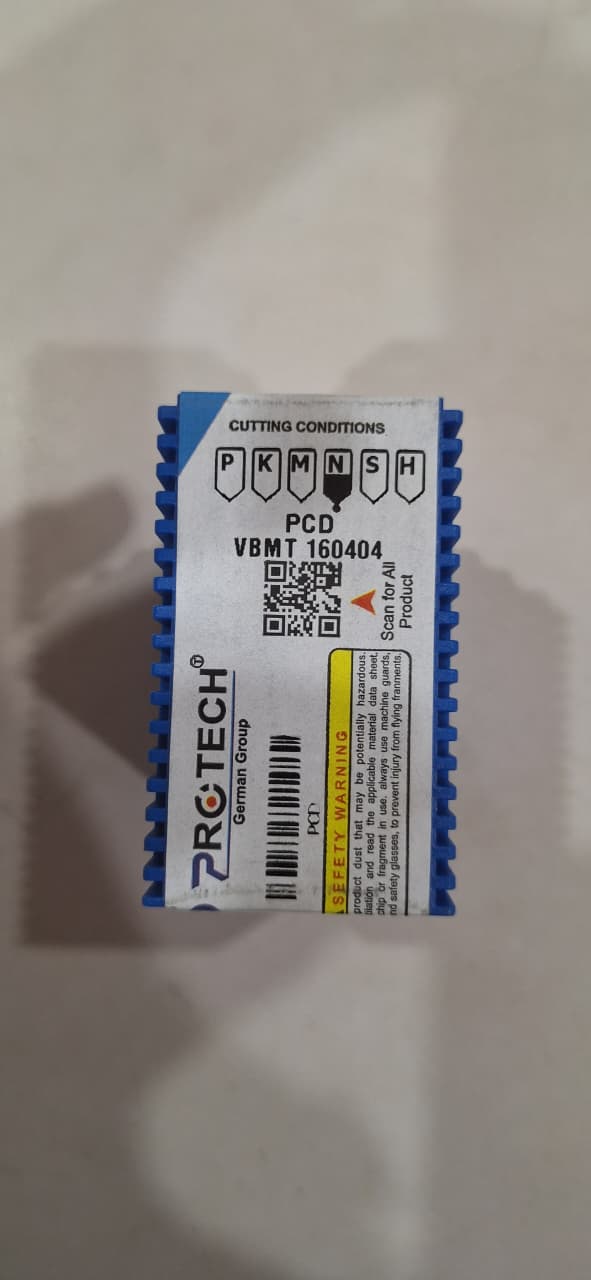 CUTTING CONDITIONS
P K M N S H
PCD
VBMT 160404
Scan for All
Product
PROTECH
German Group
PCD
SEFETY WARNING
product dust that may be potentially hazardous.
and read the applicable material data sheet,
chip or fragment in use, always use machine guards,
nd safety glasses, to prevent injury from flying franments.